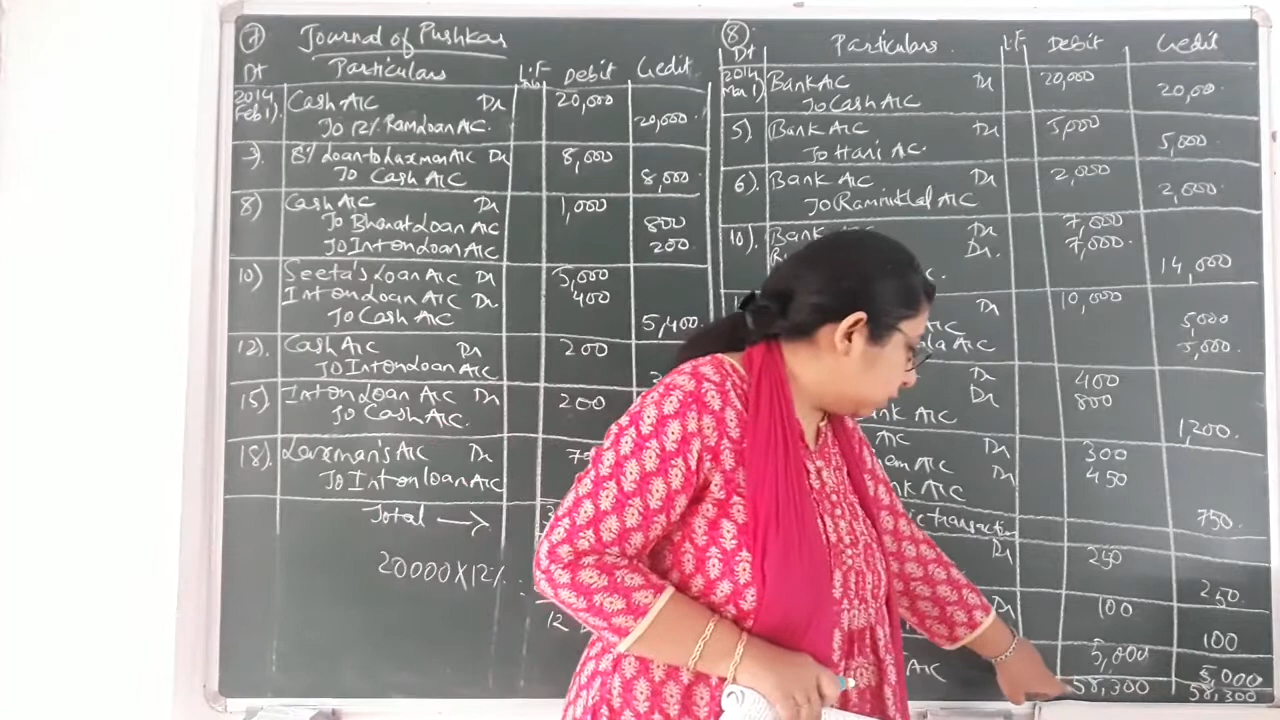 7 Journal of Pushkar
Dt Particulars L.F Debit Credit
2014 Feb 1). Cash A/C Dr 20,000
To 12% Ram Loan A/C. 20,000.
3). 8% Loan to Laxman A/C Dr 8,000
To Cash A/C 8,000
8) Cash A/C Dr 1,000
To Bharat Loan A/C 800
To Int on Loan A/C 200
10) Seeta's Loan A/C Dr 5,000
Int on Loan A/C Dr 400
To Cash A/C 5,400.
12). Cash A/C Dr 200
To Int on Loan A/C
15) Int on Loan A/C Dr 200
To Cash A/C.
18). Laxman's A/C Dr
To Int on Loan A/C
Total →
20000X12%
12
8)
Dt Particulars. L.F Debit Credit
2014 Mar 1). Bank A/C Dr 20,000
To Cash A/C 20,000
5). Bank A/C Dr 5,000
To Hari A/C. 5,000
6). Bank A/C Dr 2,000
To Ramniklal A/C 2,000
10). Bank Dr 7,000
Dr. 7,000.
14,000
Dr 10,000
A/C 5,000
A/C 5,000.
Dr 400
Dr 800
A/C 1,200.
A/C Dr 300
A/C Dr 450
A/C 750.
transaction
Dr 250
250.
Dr 100
100
5,000
A/C 5,000
58,300 58,300